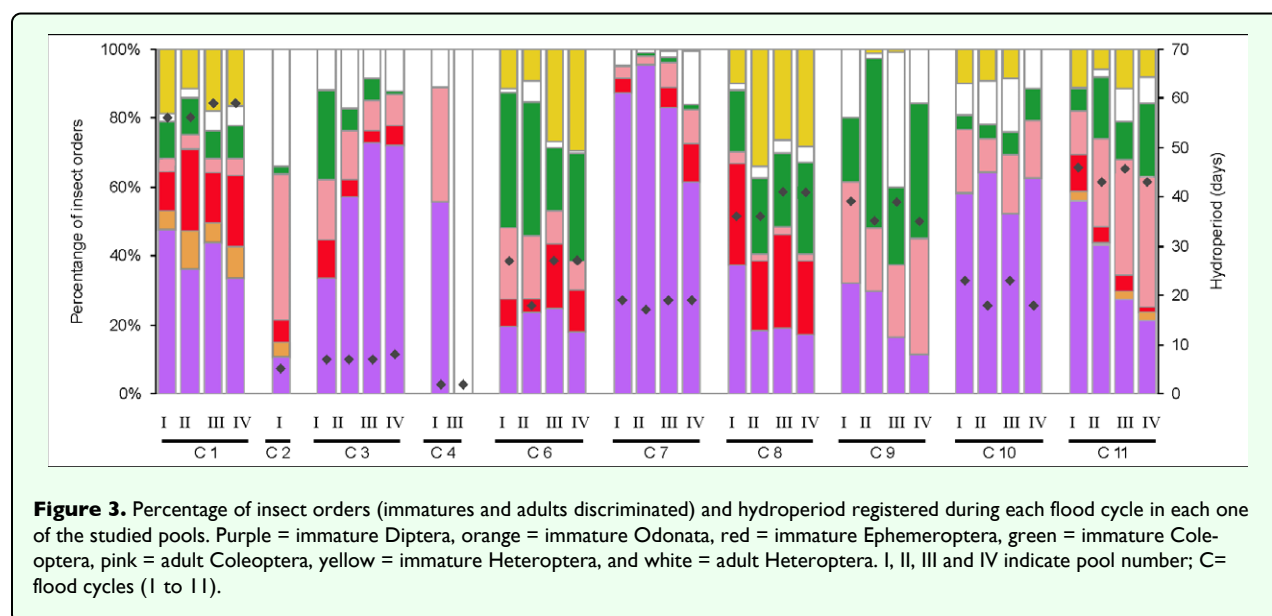 100%
80%
60%
40%
20%
0%
Percentage of insect orders
70
60
50
40
30
20
10
0
Hydroperiod (days)
I II III IV I I II III IV I III I II III IV I II III IV I II III IV I II III IV I II III IV I II III IV
C 1 C 2 C 3 C 4 C 6 C 7 C 8 C 9 C 10 C 11
Figure 3. Percentage of insect orders (immatures and adults discriminated) and hydroperiod registered during each flood cycle in each one
of the studied pools. Purple = immature Diptera, orange = immature Odonata, red = immature Ephemeroptera, green = immature Cole-
optera, pink = adult Coleoptera, yellow = immature Heteroptera, and white = adult Heteroptera. I, II, III and IV indicate pool number; C=
flood cycles (1 to 11).